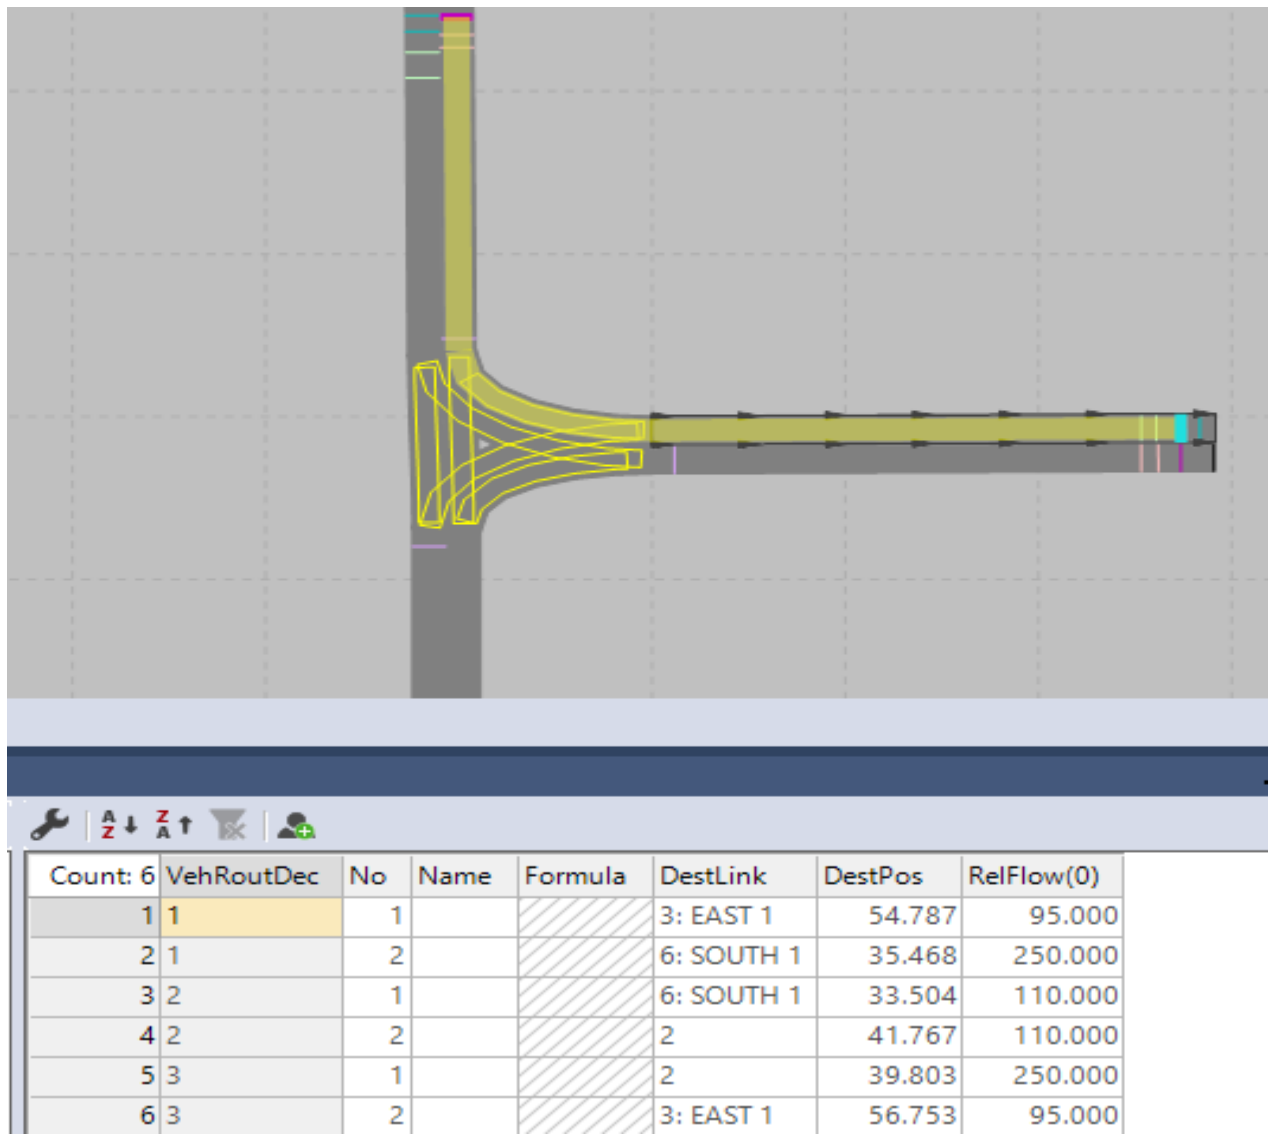 A Z Z A
Count: 6 VehRoutDec No Name Formula DestLink DestPos RelFlow(0)
1 1 1 3: EAST 1 54.787 95.000
2 1 2 6: SOUTH 1 35.468 250.000
3 2 1 6: SOUTH 1 33.504 110.000
4 2 2 2 41.767 110.000
5 3 1 2 39.803 250.000
6 3 2 3: EAST 1 56.753 95.000